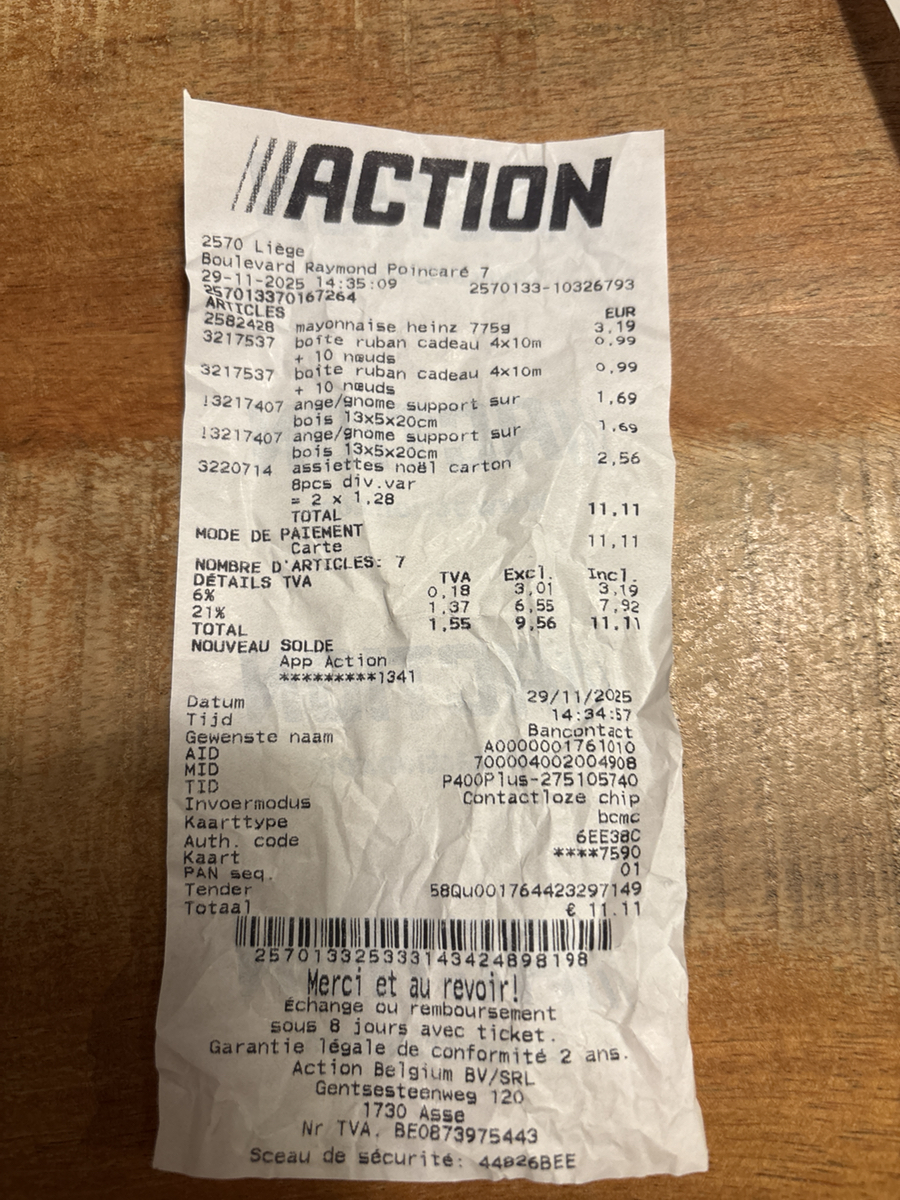 ACTION
2570 Liège
Boulevard Raymond Poincaré 7
29-11-2025 14:35:09 2570133-10326793
257013370167264
ARTICLES EUR
2582428 mayonnaise heinz 775g 3,19
3217537 boîte ruban cadeau 4x10m 0,99
+ 10 nœuds
3217537 boîte ruban cadeau 4x10m 0,99
+ 10 nœuds
!3217407 ange/gnome support sur 1,69
bois 13x5x20cm
!3217407 ange/gnome support sur 1,69
bois 13x5x20cm
3220714 assiettes noël carton 2,56
8pcs div.var
= 2 x 1,28
TOTAL 11,11
MODE DE PAIEMENT
Carte 11,11
NOMBRE D'ARTICLES: 7
DÉTAILS TVA TVA Excl. Incl.
6% 0,18 3,01 3,19
21% 1,37 6,55 7,92
TOTAL 1,55 9,56 11,11
NOUVEAU SOLDE
App Action
*********1341
Datum 29/11/2025
Tijd 14:34:57
Gewenste naam Bancontact
AID A0000001761010
MID 700004002004908
TID P400Plus-275105740
Invoermodus Contactloze chip
Kaarttype bcmc
Auth. code 6EE38C
Kaart ****7590
PAN seq. 01
Tender 58Qu001764423297149
Totaal € 11.11
257013325333143424898198
Merci et au revoir!
Échange ou remboursement
sous 8 jours avec ticket.
Garantie légale de conformité 2 ans.
Action Belgium BV/SRL
Gentsesteenweg 120
1730 Asse
Nr TVA. BE0873975443
Sceau de sécurité: 44826BEE